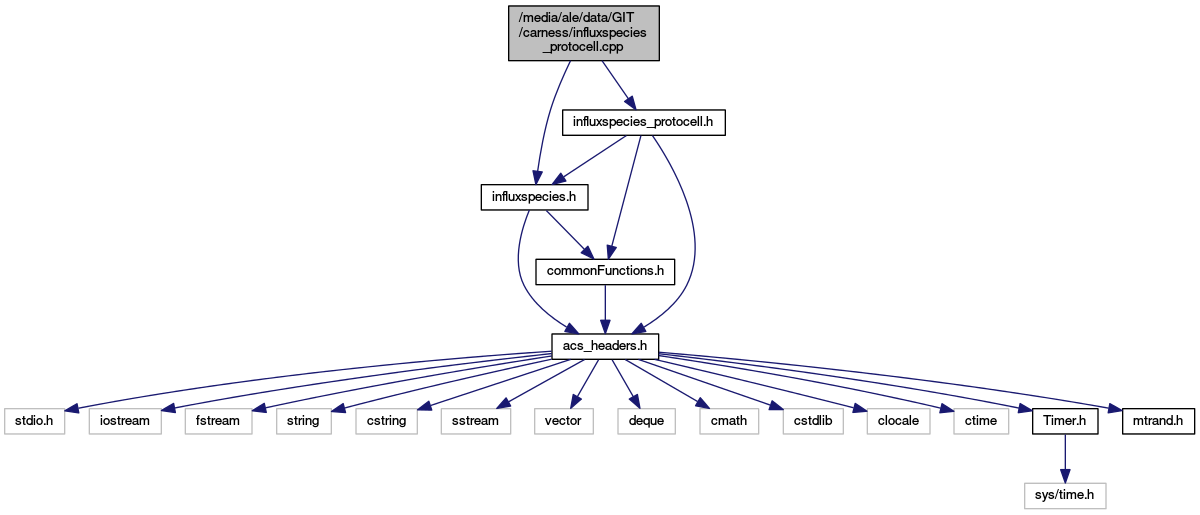 /media/ale/data/GIT
/carness/influxspecies
_protocell.cpp
influxspecies_protocell.h
influxspecies.h
commonFunctions.h
acs_headers.h
stdio.h
iostream
fstream
string
cstring
sstream
vector
deque
cmath
cstdlib
clocale
ctime
Timer.h
mtrand.h
sys/time.h